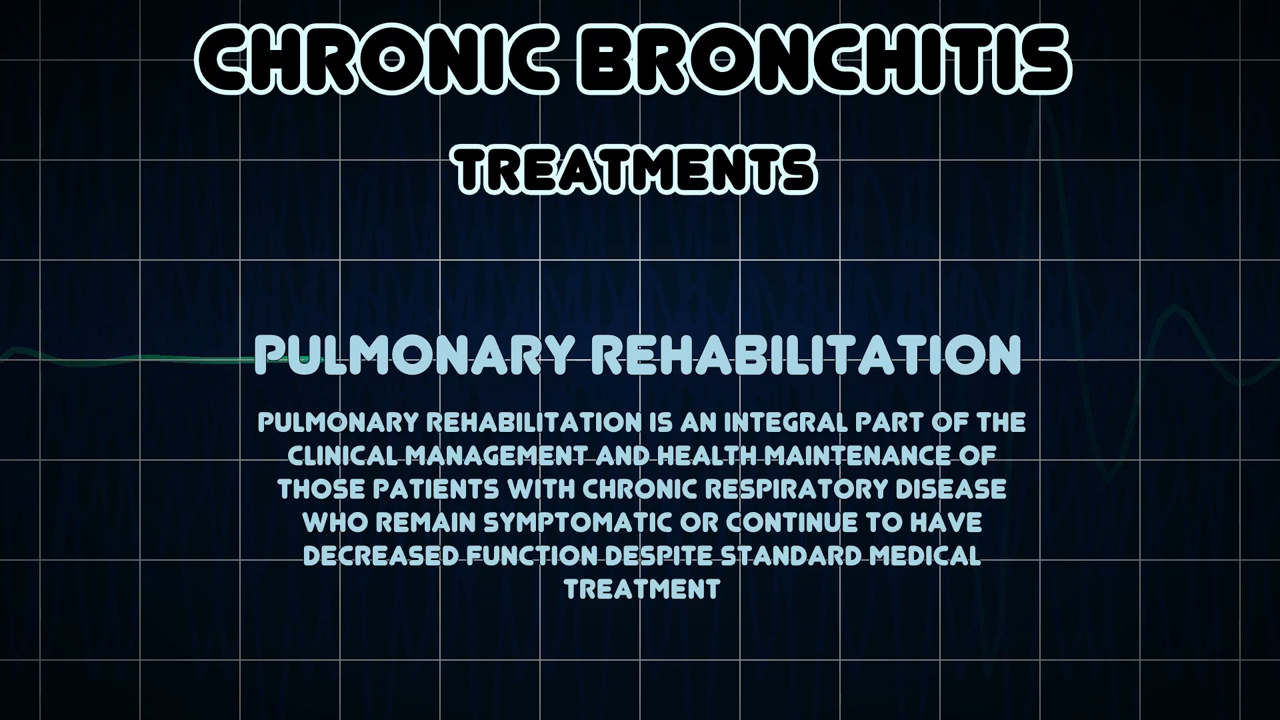 CHRONIC BRONCHITIS
TREATMENTS
PULMONARY REHABILITATION
PULMONARY REHABILITATION IS AN INTEGRAL PART OF THE
CLINICAL MANAGEMENT AND HEALTH MAINTENANCE OF
THOSE PATIENTS WITH CHRONIC RESPIRATORY DISEASE
WHO REMAIN SYMPTOMATIC OR CONTINUE TO HAVE
DECREASED FUNCTION DESPITE STANDARD MEDICAL
TREATMENT